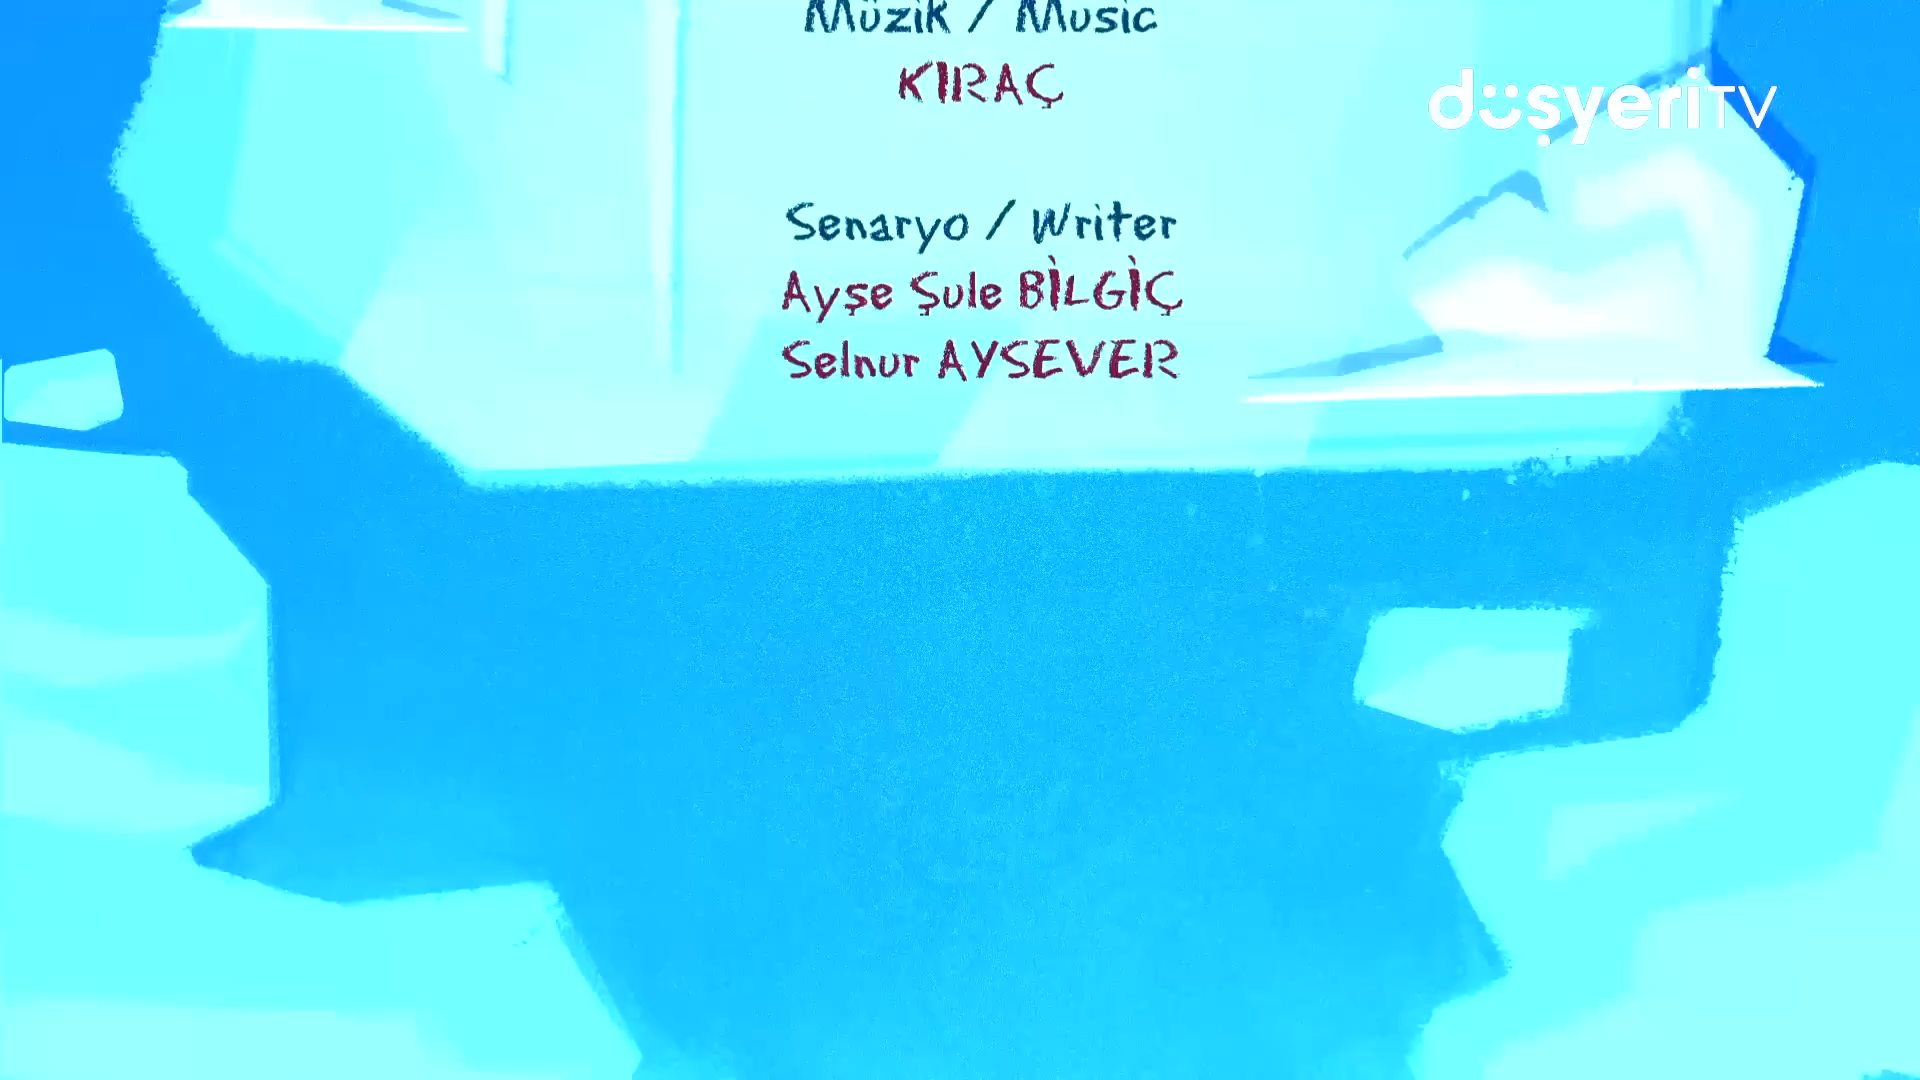 Müzik / Music
KIRAÇ
düşyeriTV
Senaryo / Writer
Ayşe Şule BİLGİÇ
Selnur AYSEVER